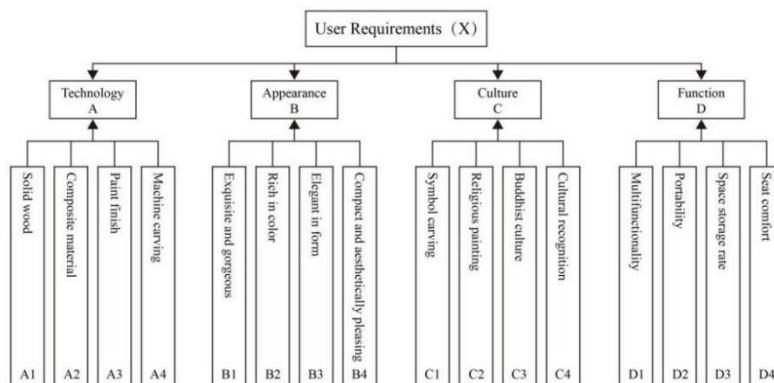 User Requirements（X）
Technology
A
Appearance
B
Culture
C
Function
D
Solid wood
A1
Composite material
A2
Paint finish
A3
Machine carving
A4
Exquisite and gorgeous
B1
Rich in color
B2
Elegant in form
B3
Compact and aesthetically pleasing
B4
Symbol carving
C1
Religious painting
C2
Buddhist culture
C3
Cultural recognition
C4
Multifunctionality
D1
Portability
D2
Space storage rate
D3
Seat comfort
D4